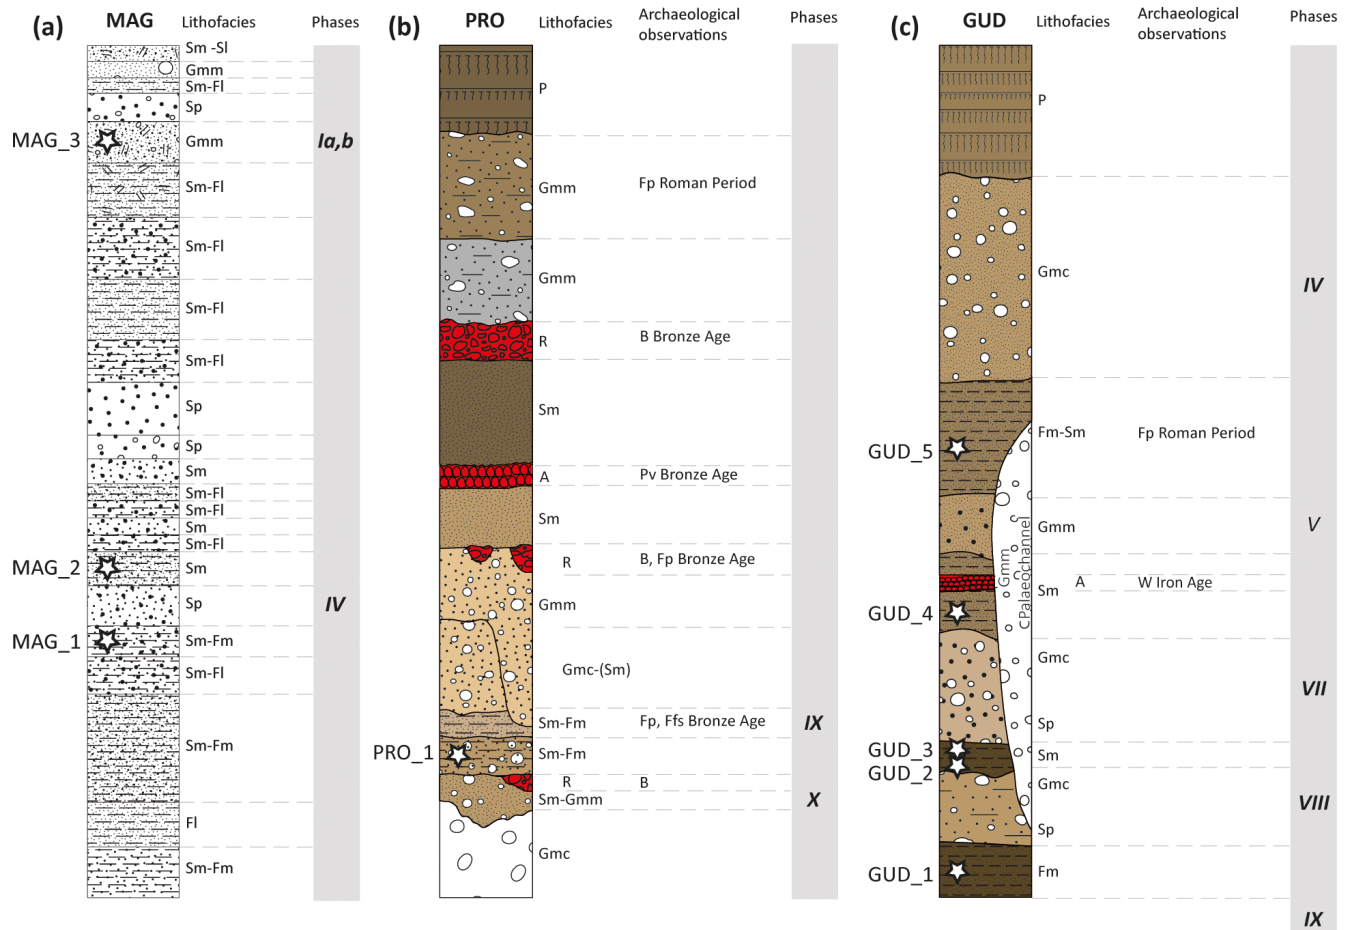 (a)
MAG
Lithofacies
Phases
Sm -Sl
Gmm
Sm-Fl
Sp
MAG_3
Gmm
Ia,b
Sm-Fl
Sm-Fl
Sm-Fl
Sm-Fl
Sp
Sp
Sm
Sm-Fl
Sm-Fl
Sm
Sm-Fl
MAG_2
Sm
Sp
IV
MAG_1
Sm-Fm
Sm-Fl
Sm-Fm
Fl
Sm-Fm
(b)
PRO
Lithofacies
Archaeological
observations
Phases
P
Gmm
Fp Roman Period
Gmm
R
B Bronze Age
Sm
A
Pv Bronze Age
Sm
R
B, Fp Bronze Age
Gmm
Gmc-(Sm)
Sm-Fm
Fp, Ffs Bronze Age
IX
PRO_1
Sm-Fm
R
B
Sm-Gmm
X
Gmc
(c)
GUD
Lithofacies
Archaeological
observations
Phases
P
Gmc
IV
Fm-Sm
Fp Roman Period
GUD_5
Gmm
V
Gmm
Palaeochannel
A
W Iron Age
Sm
GUD_4
Gmc
VII
Sp
GUD_3
Sm
GUD_2
Gmc
VIII
Sp
GUD_1
Fm
IX